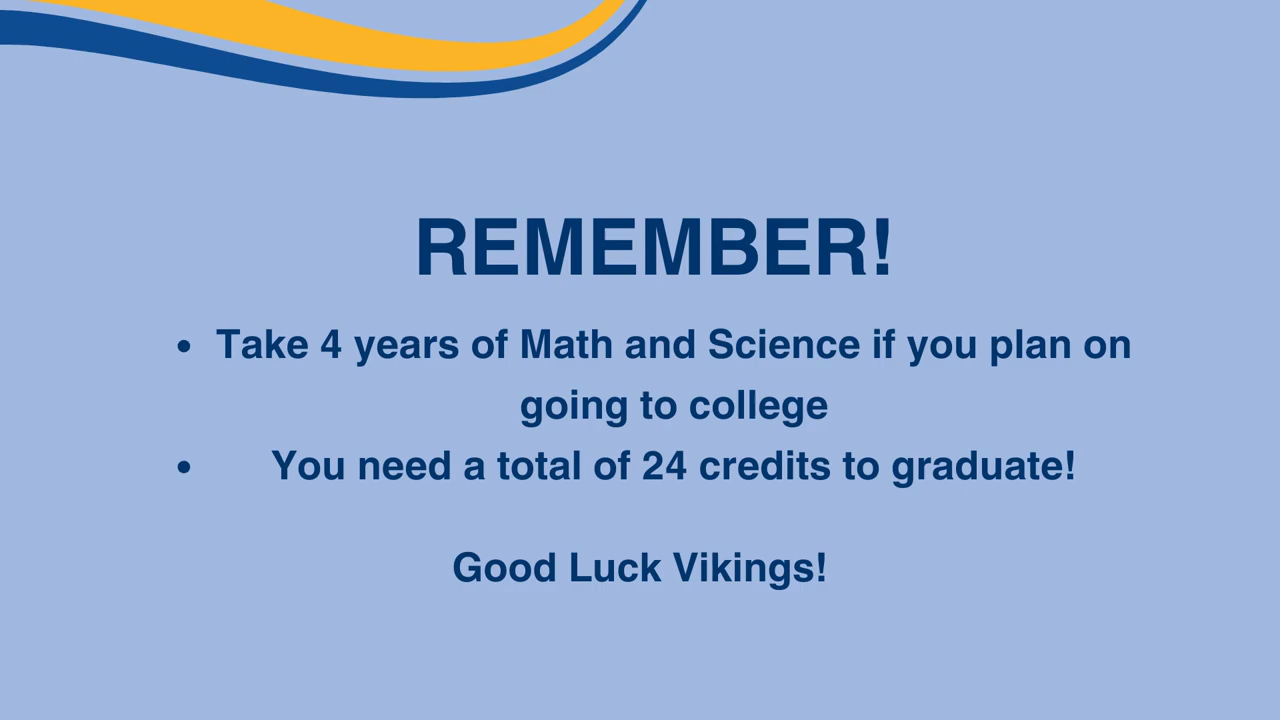 REMEMBER!
• Take 4 years of Math and Science if you plan on
going to college
• You need a total of 24 credits to graduate!
Good Luck Vikings!